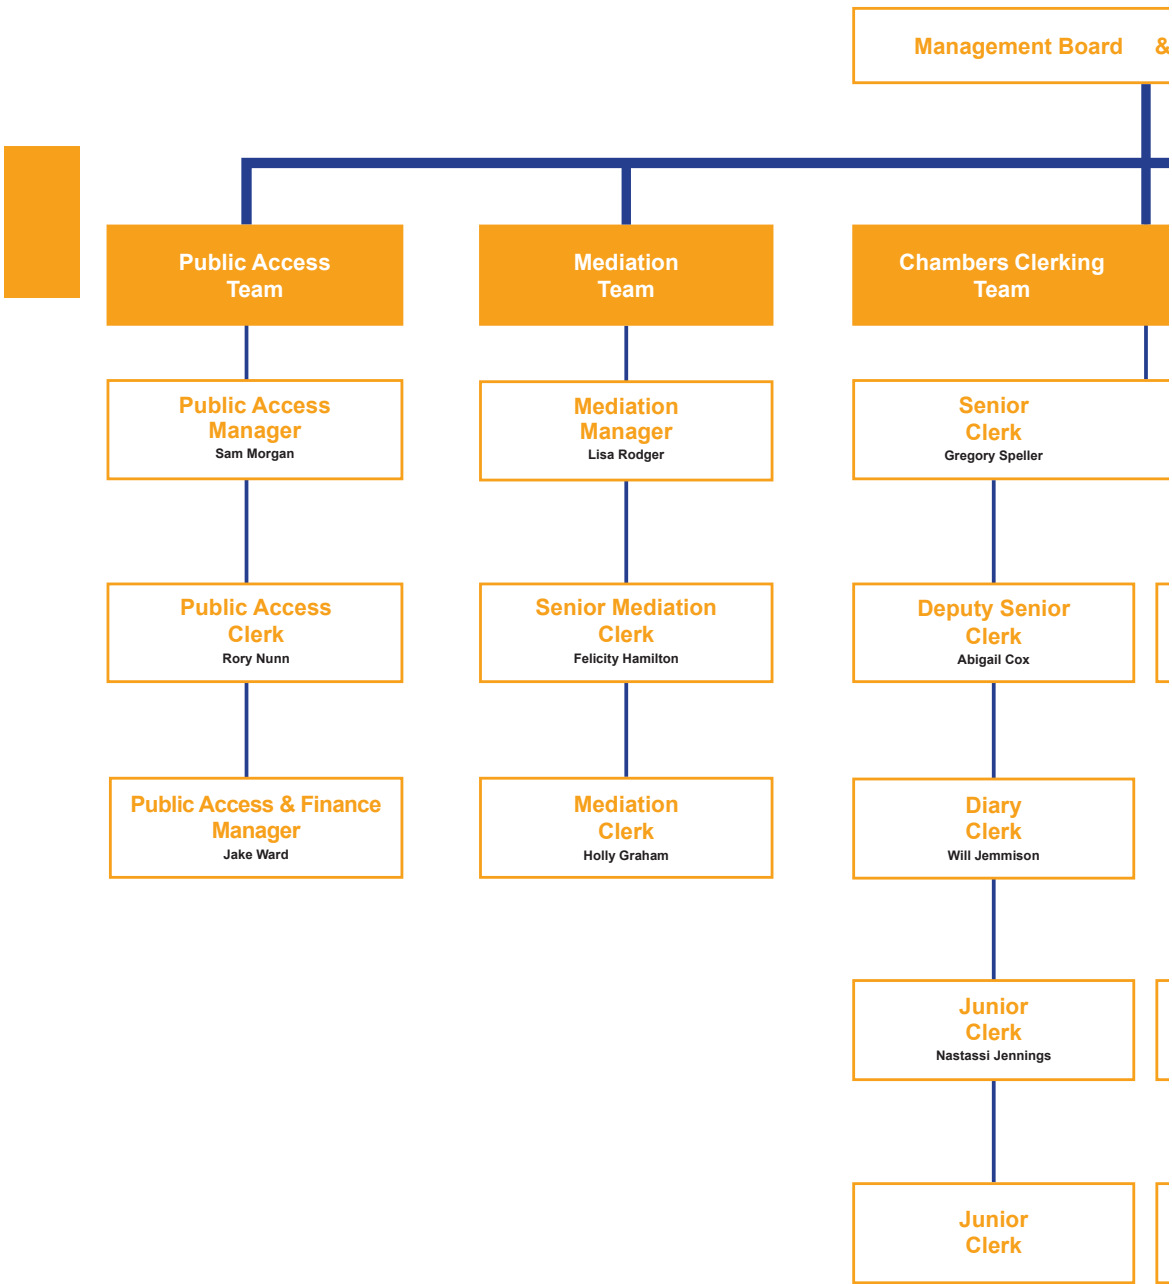 Management Board &
Public Access
Team
Mediation
Team
Chambers Clerking
Team
Public Access
Manager
Sam Morgan
Mediation
Manager
Lisa Rodger
Senior
Clerk
Gregory Speller
Public Access
Clerk
Rory Nunn
Senior Mediation
Clerk
Felicity Hamilton
Deputy Senior
Clerk
Abigail Cox
Public Access & Finance
Manager
Jake Ward
Mediation
Clerk
Holly Graham
Diary
Clerk
Will Jemmison
Junior
Clerk
Nastassi Jennings
Junior
Clerk